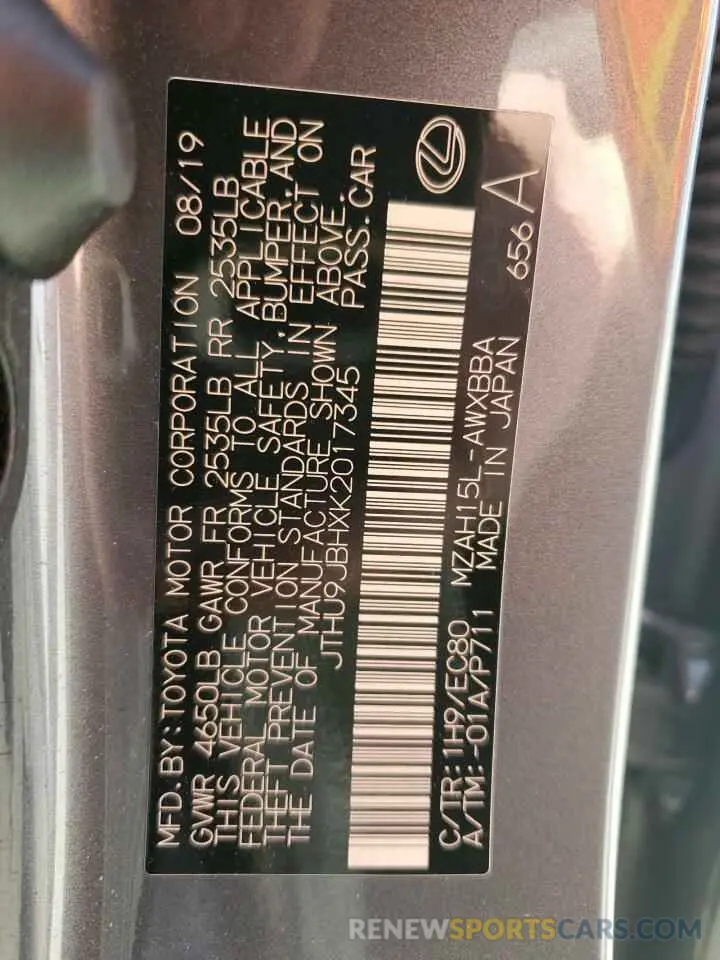 MFD. BY: TOYOTA MOTOR CORPORATION 08/19
GVWR 4650LB GAWR FR 2535LB RR 2535LB
THIS VEHICLE CONFORMS TO ALL APPLICABLE
FEDERAL MOTOR VEHICLE SAFETY, BUMPER, AND
THEFT PREVENTION STANDARDS IN EFFECT ON
THE DATE OF MANUFACTURE SHOWN ABOVE.
JTHU9JBHXK2017345 PASS. CAR
C/TR: 1H9/EC80 MZAH15L-AWXBBA 656 A
A/TM: -01A/P711 MADE IN JAPAN
RENEWSPORTSCARS.COM